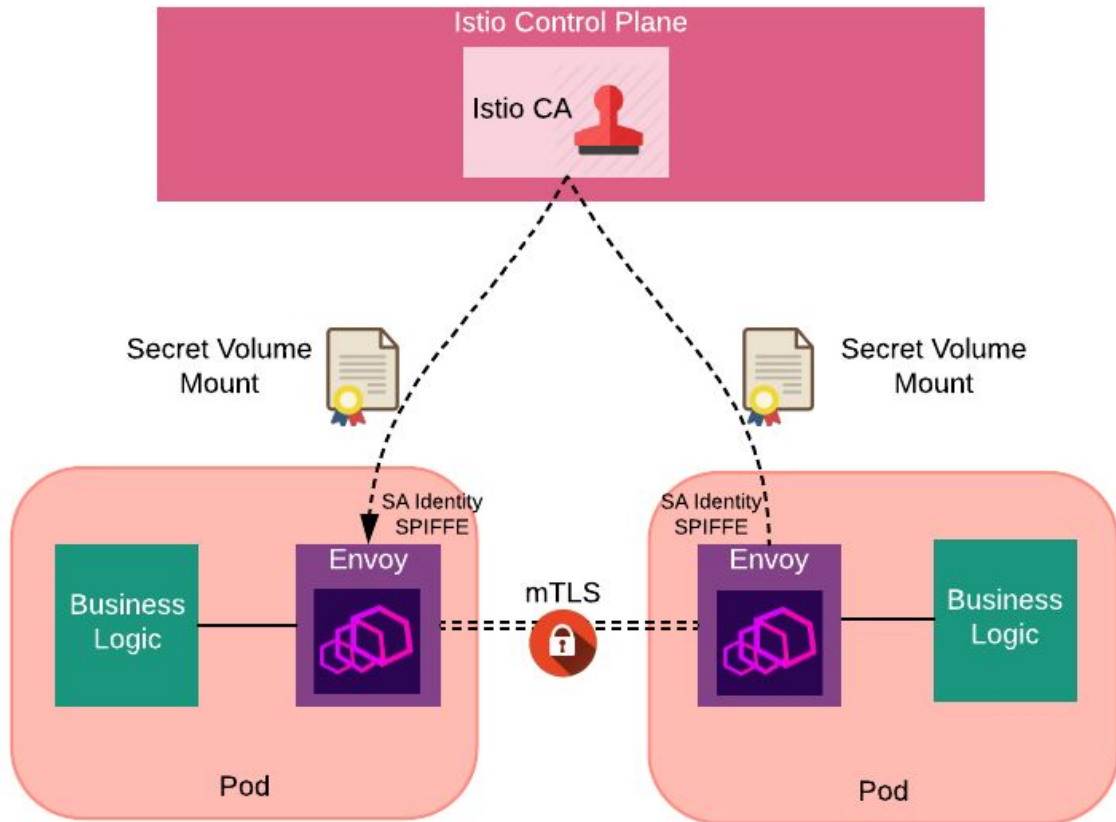 Istio Control Plane
Istio CA
Secret Volume
Mount
Secret Volume
Mount
SA Identity
SPIFFE
SA Identity
SPIFFE
Envoy
Envoy
Business
Logic
mTLS
Business
Logic
Pod
Pod